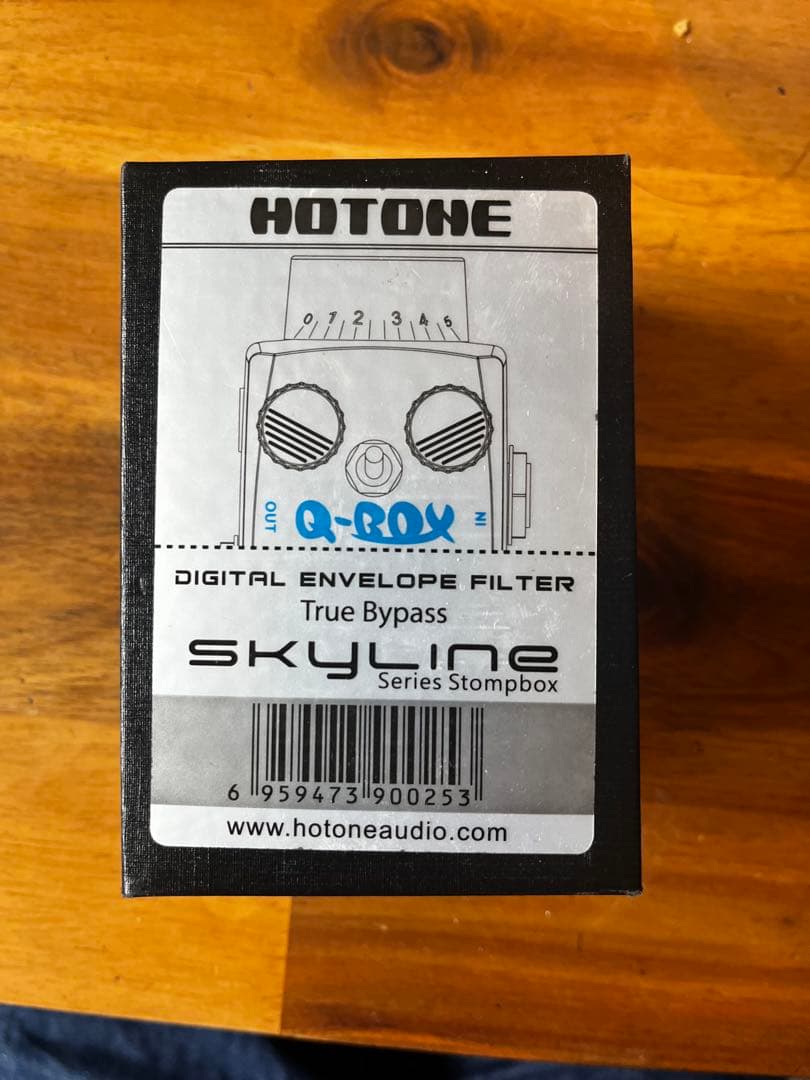 HOTONE
0 1 2 3 4 5
OUT Q-BOX IN
DIGITAL ENVELOPE FILTER
True Bypass
SKYLINE
Series Stompbox
6 959473 900253
www.hotoneaudio.com